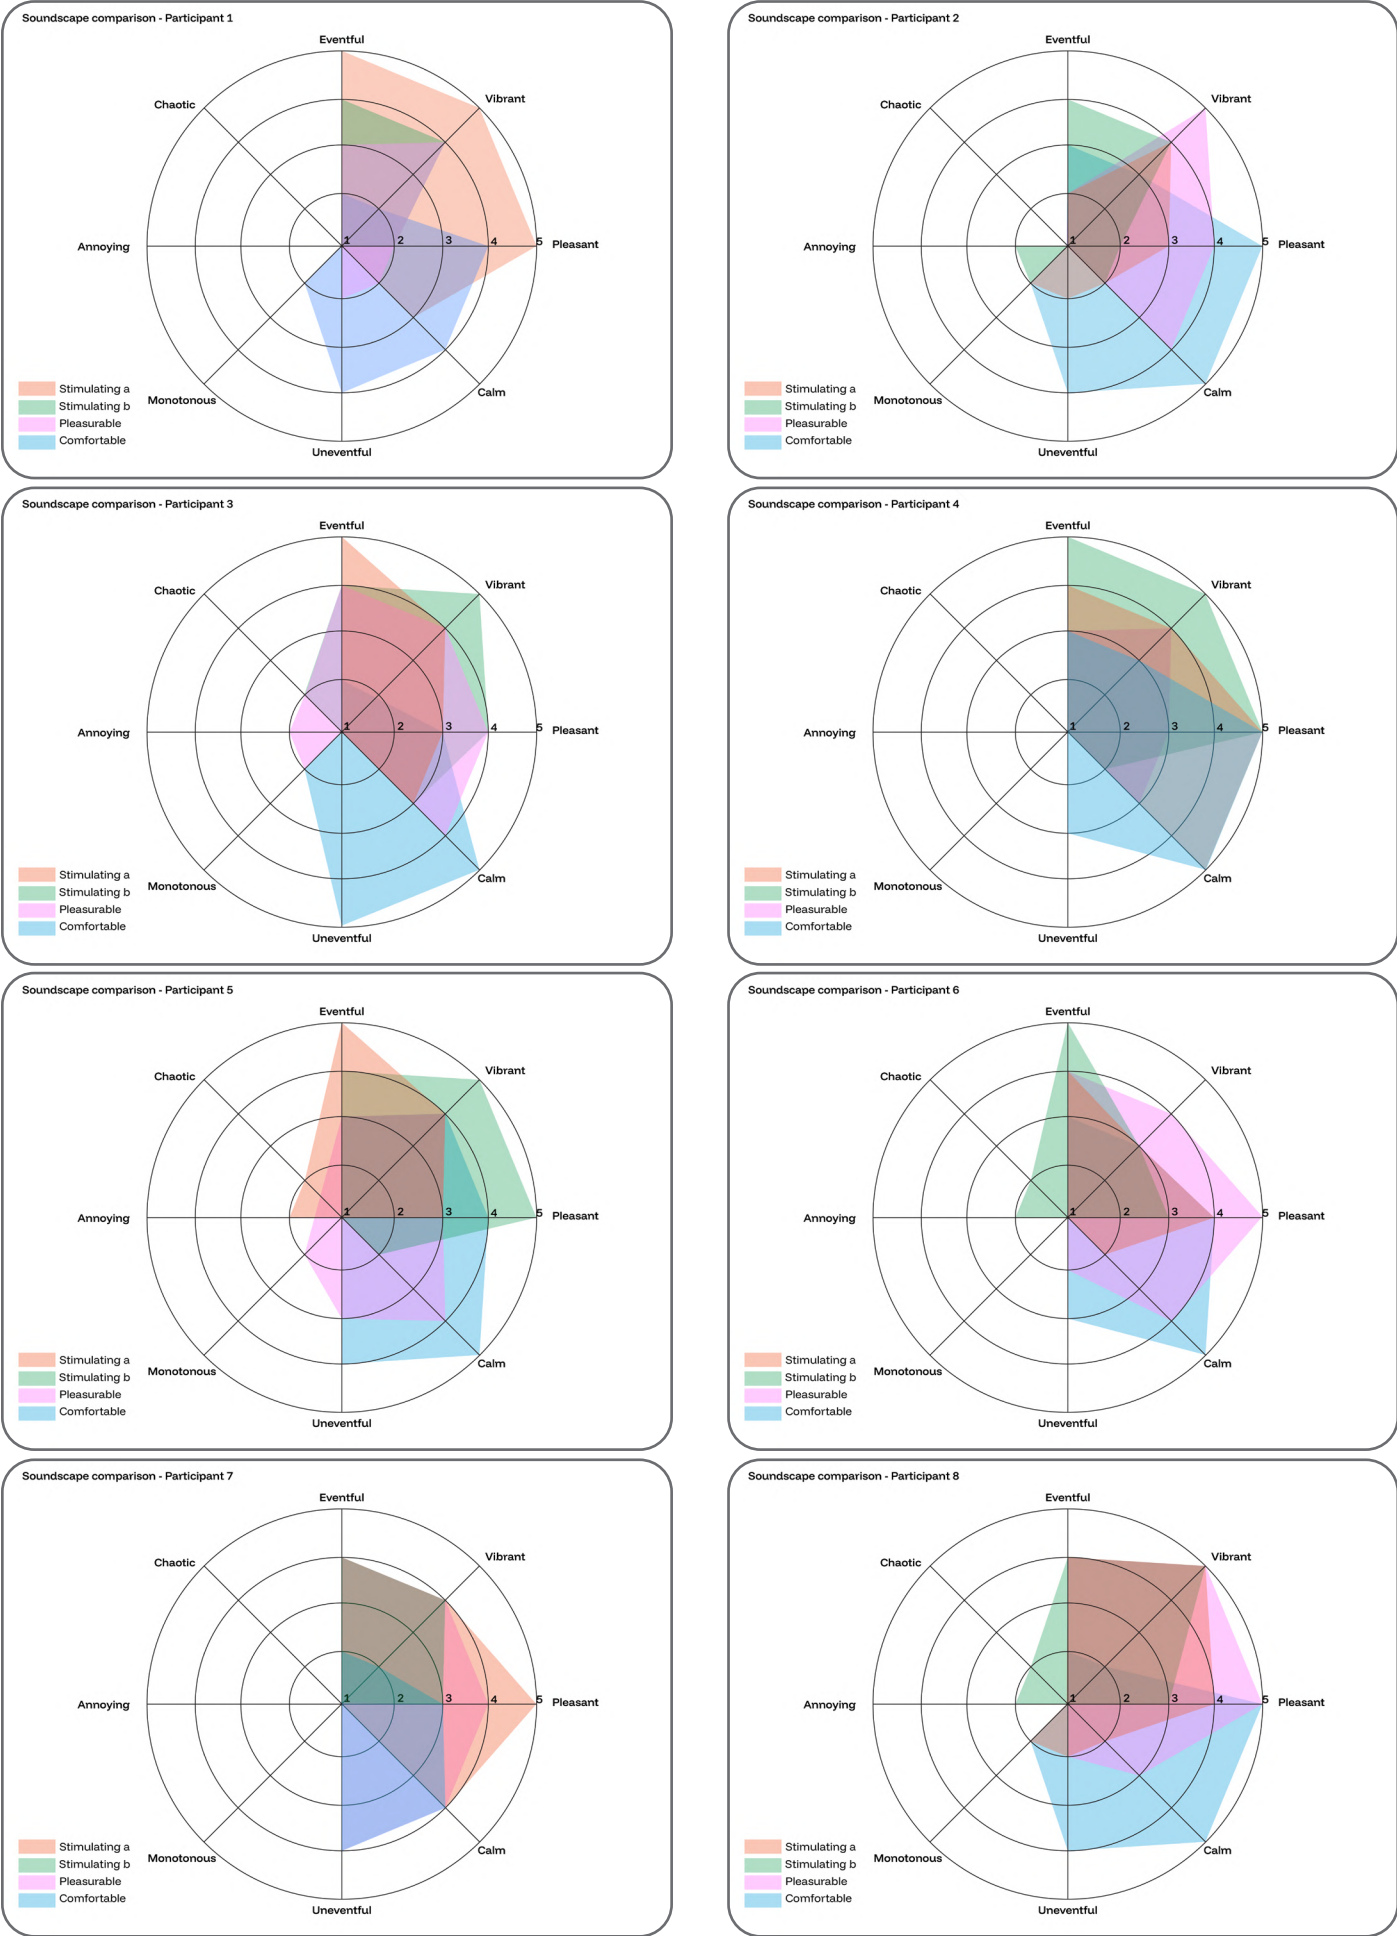 Soundscape comparison - Participant 1
Eventful
Chaotic
Vibrant
Annoying
1 2 3 4 5
Pleasant
Stimulating a
Stimulating b
Pleasurable
Comfortable
Monotonous
Calm
Uneventful
Soundscape comparison - Participant 2
Eventful
Chaotic
Vibrant
Annoying
1 2 3 4 5
Pleasant
Stimulating a
Stimulating b
Pleasurable
Comfortable
Monotonous
Calm
Uneventful
Soundscape comparison - Participant 3
Eventful
Chaotic
Vibrant
Annoying
1 2 3 4 5
Pleasant
Stimulating a
Stimulating b
Pleasurable
Comfortable
Monotonous
Calm
Uneventful
Soundscape comparison - Participant 4
Eventful
Chaotic
Vibrant
Annoying
1 2 3 4 5
Pleasant
Stimulating a
Stimulating b
Pleasurable
Comfortable
Monotonous
Calm
Uneventful
Soundscape comparison - Participant 5
Eventful
Chaotic
Vibrant
Annoying
1 2 3 4 5
Pleasant
Stimulating a
Stimulating b
Pleasurable
Comfortable
Monotonous
Calm
Uneventful
Soundscape comparison - Participant 6
Eventful
Chaotic
Vibrant
Annoying
1 2 3 4 5
Pleasant
Stimulating a
Stimulating b
Pleasurable
Comfortable
Monotonous
Calm
Uneventful
Soundscape comparison - Participant 7
Eventful
Chaotic
Vibrant
Annoying
1 2 3 4 5
Pleasant
Stimulating a
Stimulating b
Pleasurable
Comfortable
Monotonous
Calm
Uneventful
Soundscape comparison - Participant 8
Eventful
Chaotic
Vibrant
Annoying
1 2 3 4 5
Pleasant
Stimulating a
Stimulating b
Pleasurable
Comfortable
Monotonous
Calm
Uneventful